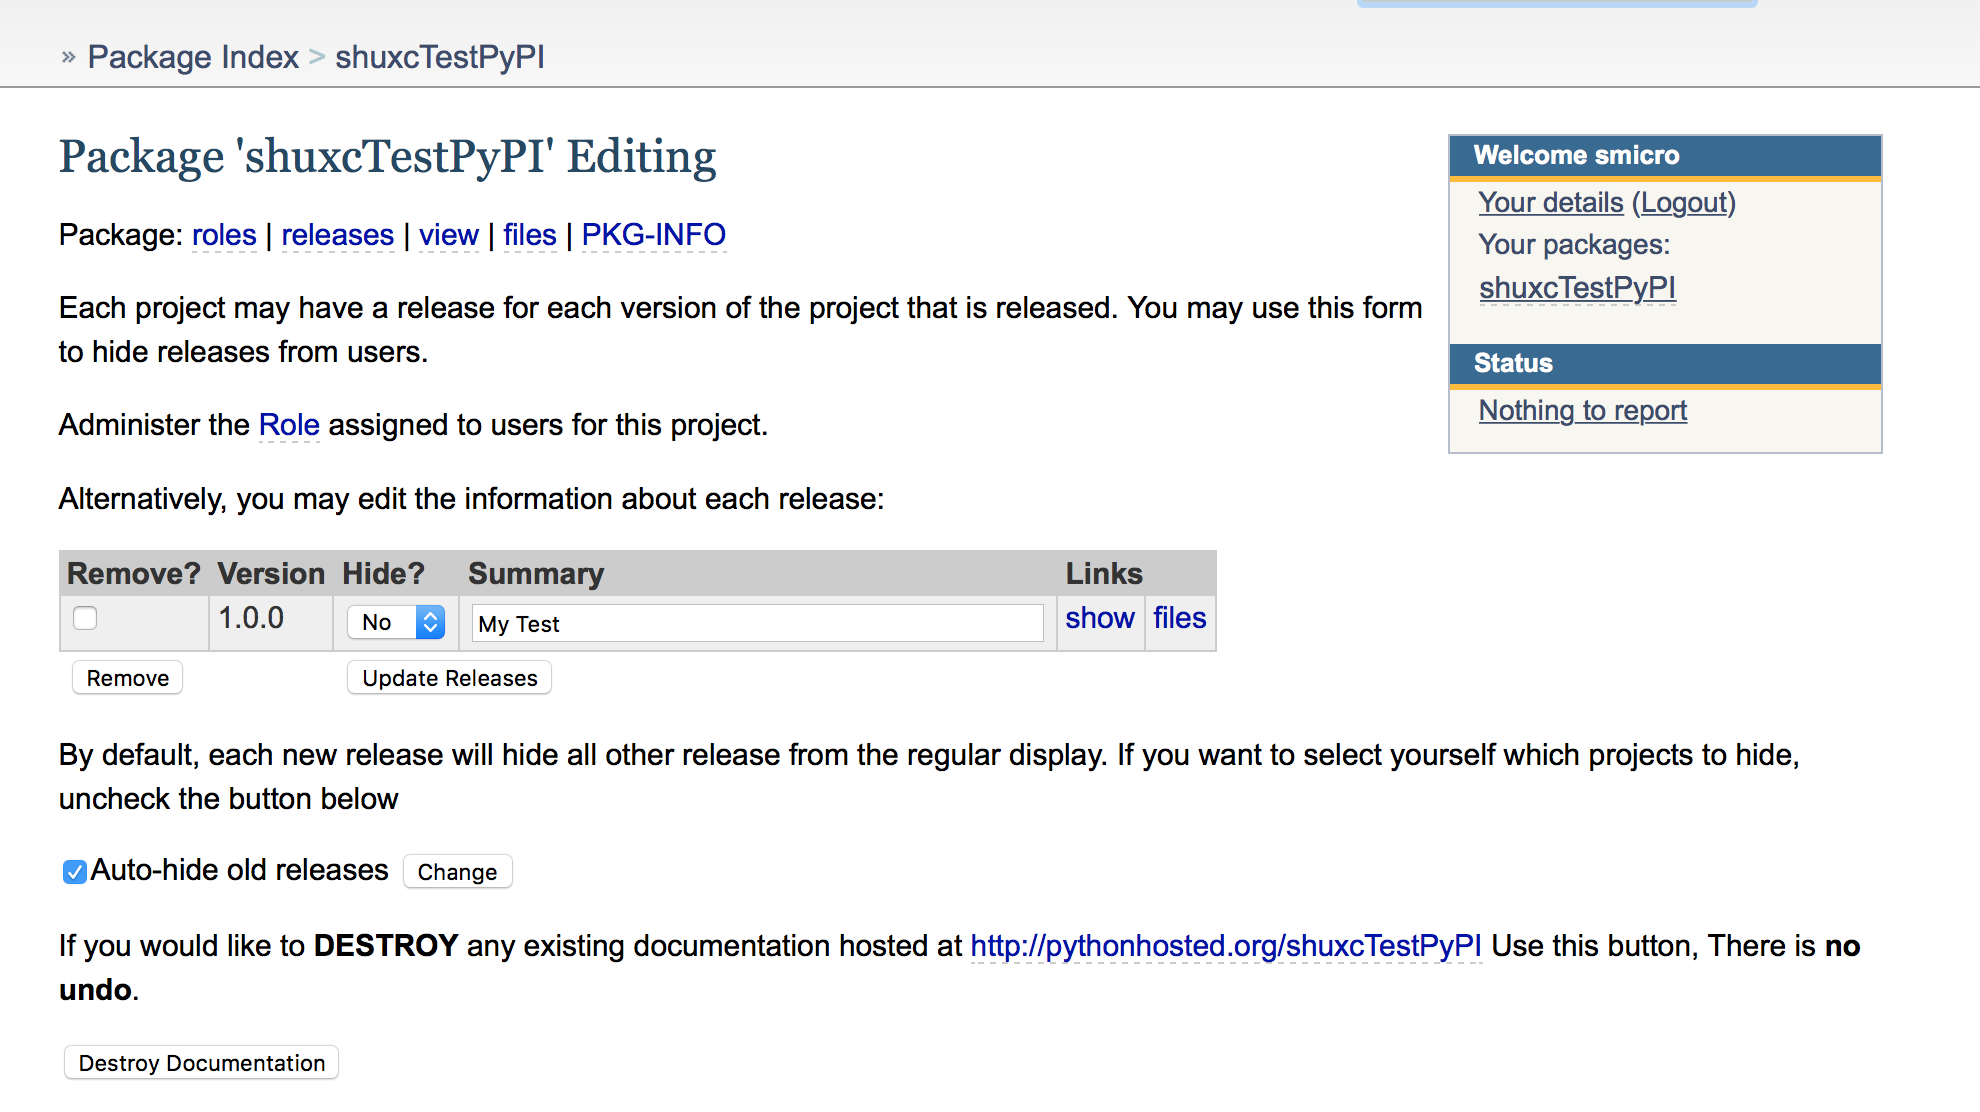 » Package Index > shuxcTestPyPI
Package 'shuxcTestPyPI' Editing
Package: roles | releases | view | files | PKG-INFO
Each project may have a release for each version of the project that is released. You may use this form
to hide releases from users.
Administer the Role assigned to users for this project.
Alternatively, you may edit the information about each release:
Remove? Version Hide? Summary Links
1.0.0 No My Test show files
Remove Update Releases
By default, each new release will hide all other release from the regular display. If you want to select yourself which projects to hide,
uncheck the button below
Auto-hide old releases Change
If you would like to DESTROY any existing documentation hosted at http://pythonhosted.org/shuxcTestPyPI Use this button, There is no
undo.
Destroy Documentation
Welcome smicro
Your details (Logout)
Your packages:
shuxcTestPyPI
Status
Nothing to report